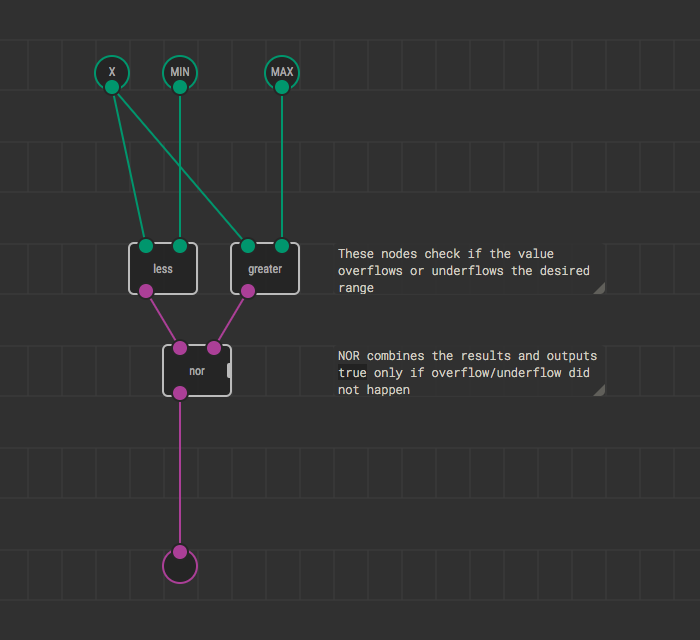 X
MIN
MAX
less
greater
These nodes check if the value
overflows or underflows the desired
range
nor
NOR combines the results and outputs
true only if overflow/underflow did
not happen